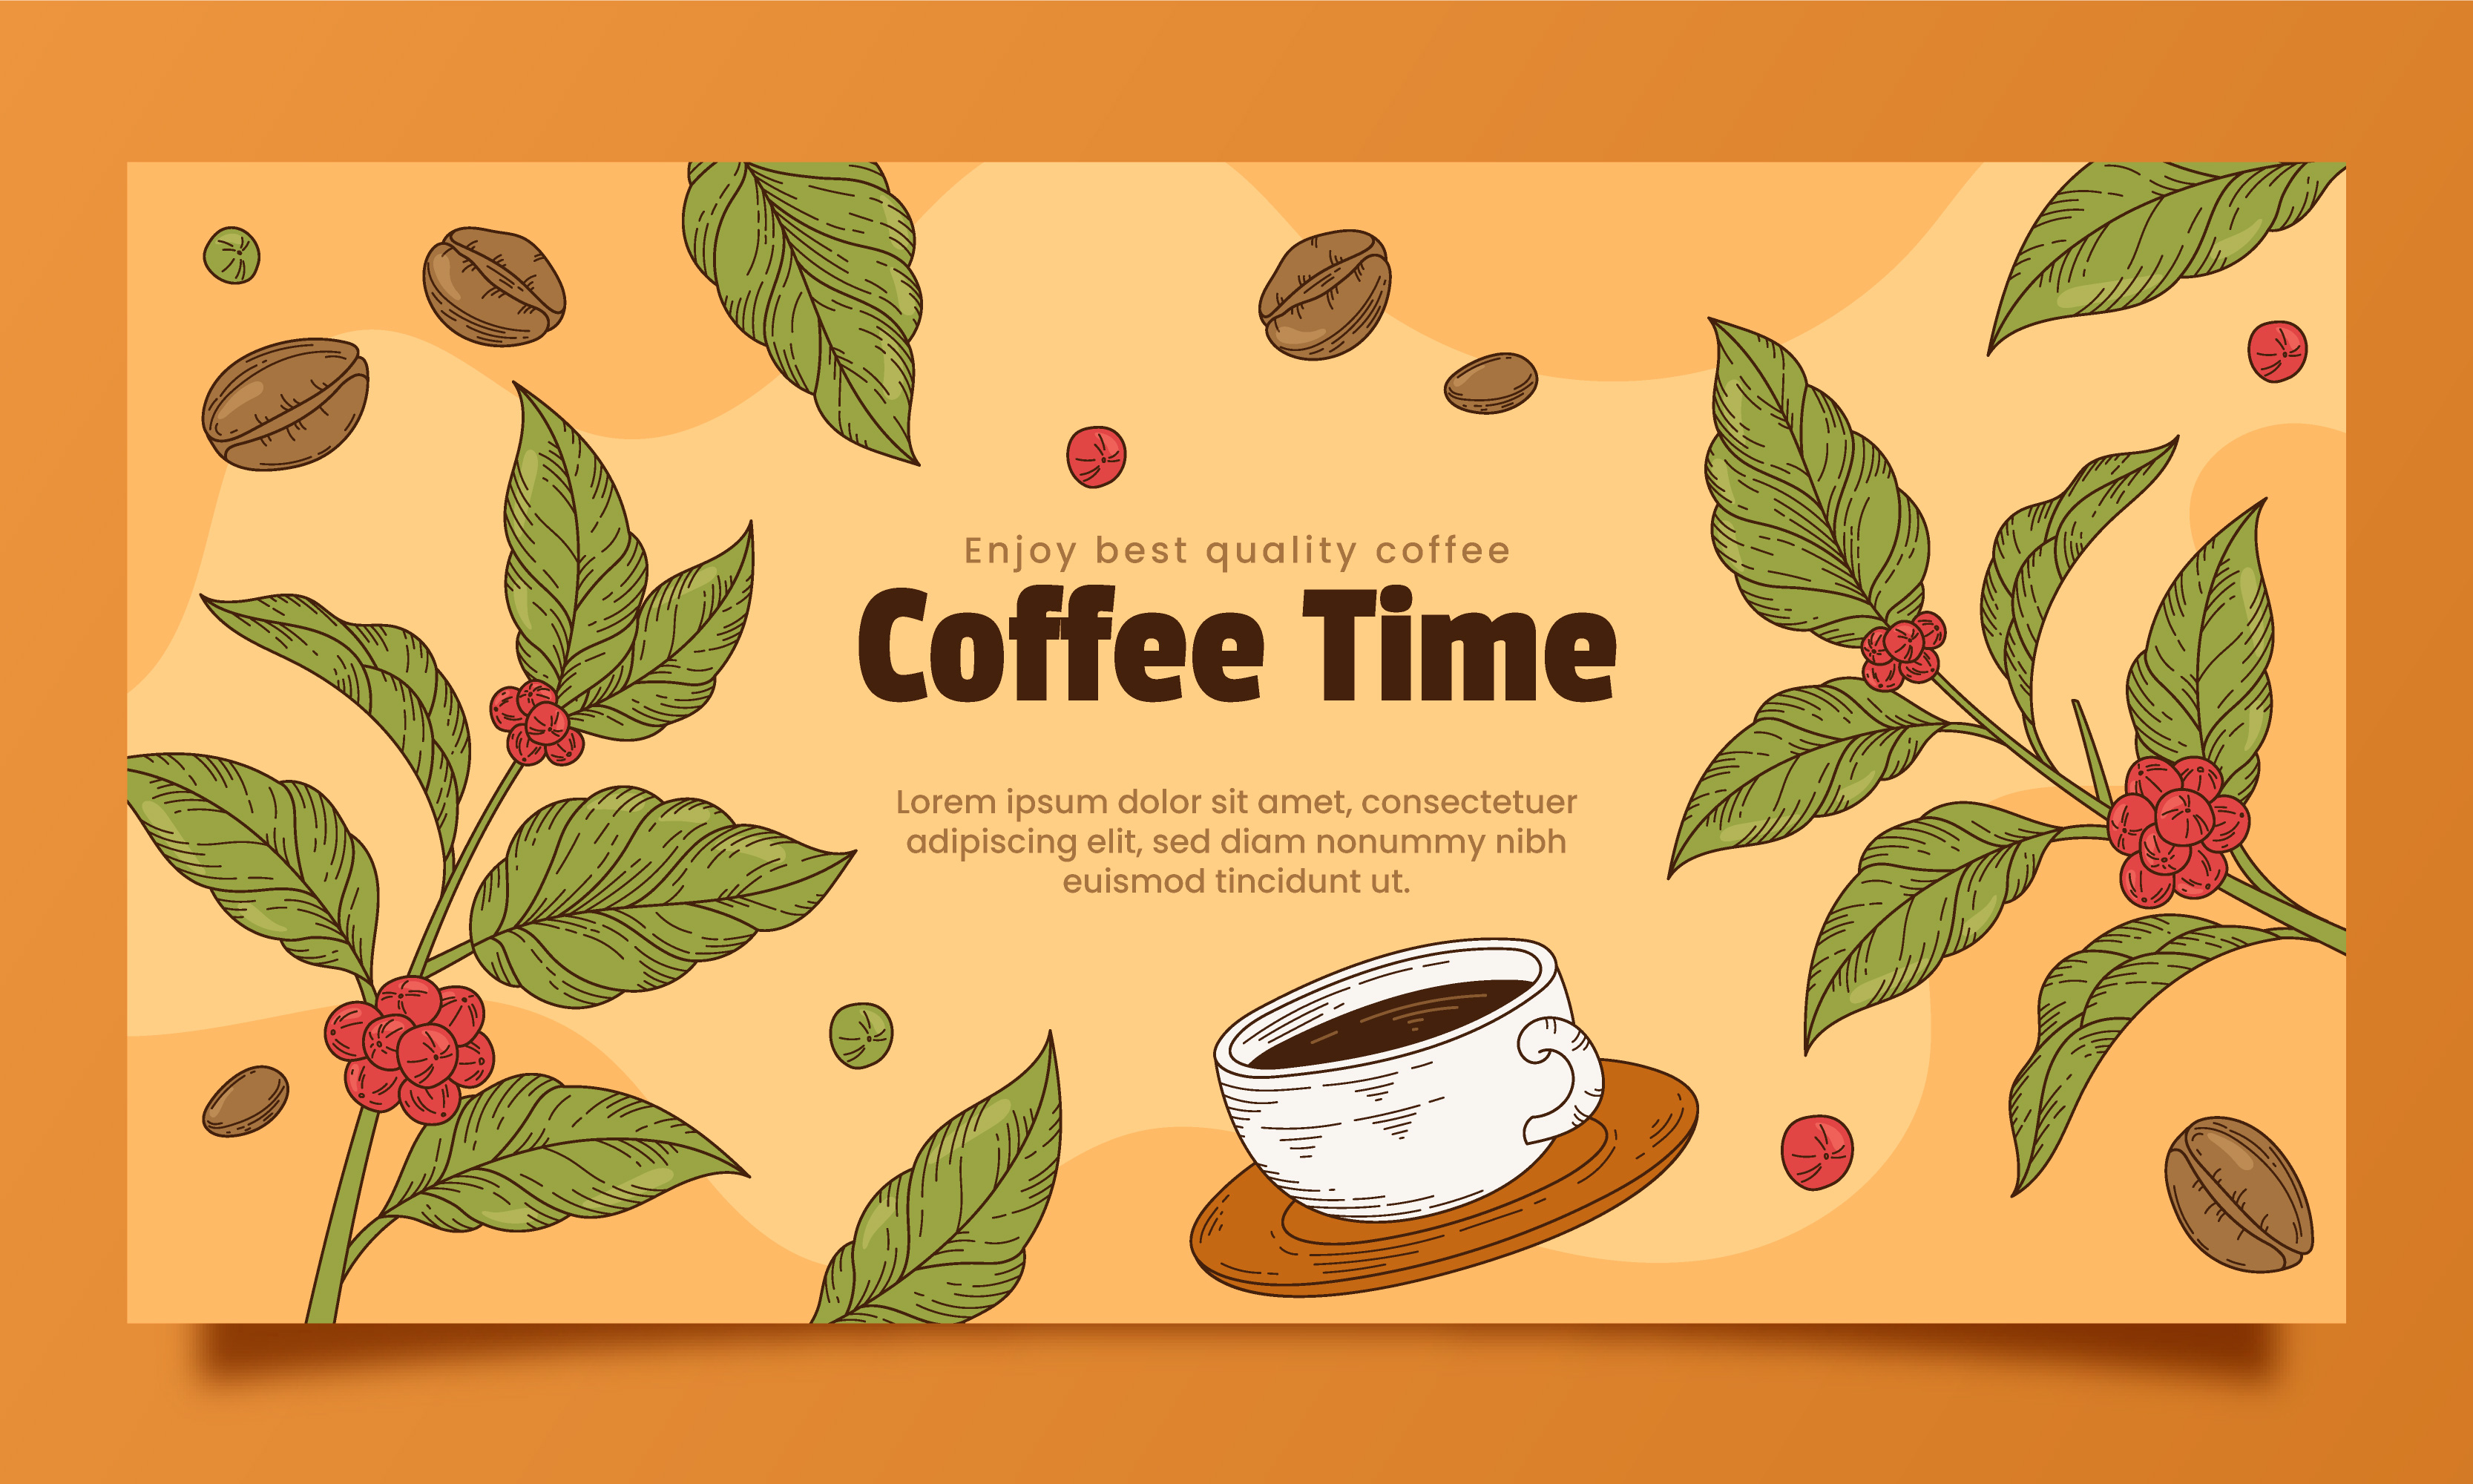 Enjoy best quality coffee
Coffee Time
Lorem ipsum dolor sit amet, consectetuer
adipiscing elit, sed diam nonummy nibh
euismod tincidunt ut.